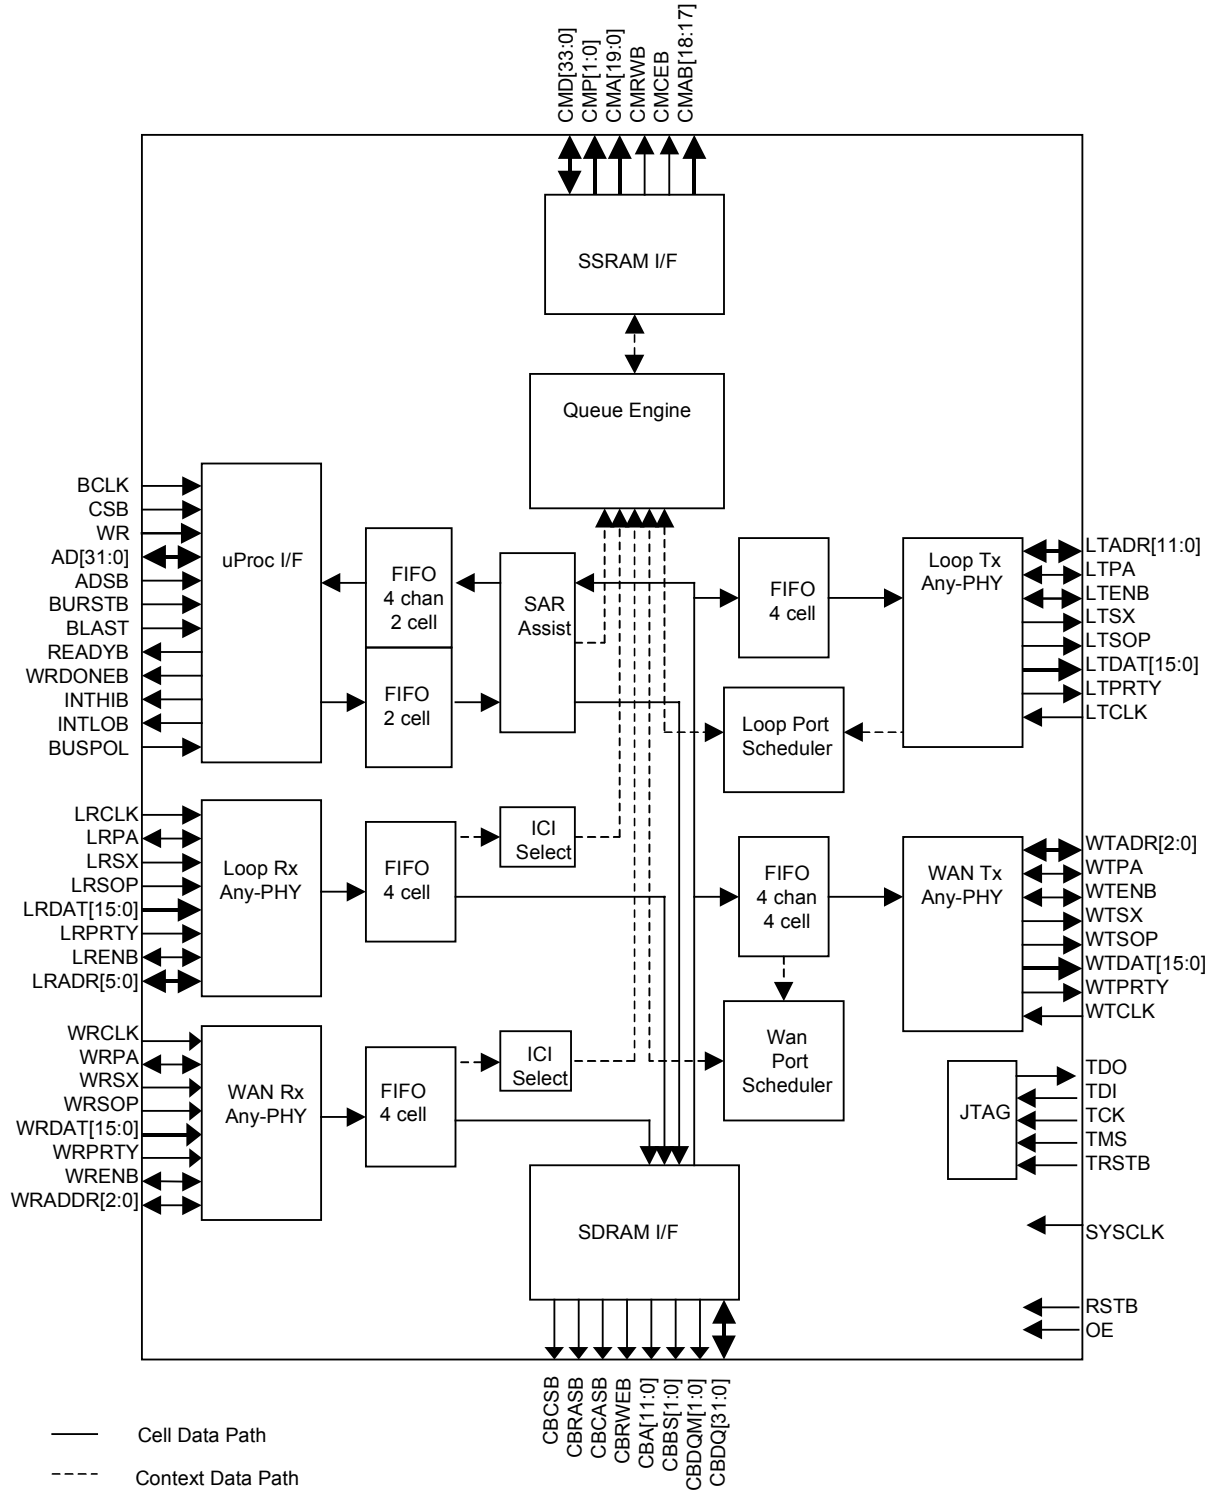 CMD[33:0]
CMP[1:0]
CMA[19:0]
CMRWB
CMCEB
CMAB[18:17]
SSRAM I/F
Queue Engine
BCLK
CSB
WR
AD[31:0]
ADSB
BURSTB
BLAST
READYB
WRDONEB
INTHIB
INTLOB
BUSPOL
uProc I/F
FIFO
4 chan
2 cell
FIFO
2 cell
SAR
Assist
FIFO
4 cell
Loop Tx
Any-PHY
LTADR[11:0]
LTPA
LTENB
LTSX
LTSOP
LTDAT[15:0]
LTPRTY
LTCLK
Loop Port
Scheduler
LRCLK
LRPA
LRSX
LRSOP
LRDAT[15:0]
LRPRTY
LRENB
LRADR[5:0]
Loop Rx
Any-PHY
FIFO
4 cell
ICI
Select
FIFO
4 chan
4 cell
WAN Tx
Any-PHY
WTADR[2:0]
WTPA
WTENB
WTSX
WTSOP
WTDAT[15:0]
WTPRTY
WTCLK
WRCLK
WRPA
WRSX
WRSOP
WRDAT[15:0]
WRPRTY
WRENB
WRADDR[2:0]
WAN Rx
Any-PHY
FIFO
4 cell
ICI
Select
Wan
Port
Scheduler
JTAG
TDO
TDI
TCK
TMS
TRSTB
SYSCLK
RSTB
OE
SDRAM I/F
CBCSB
CBRASB
CBCASB
CBRWEB
CBA[11:0]
CBBS[1:0]
CBDQM[1:0]
CBDQ[31:0]
Cell Data Path
Context Data Path